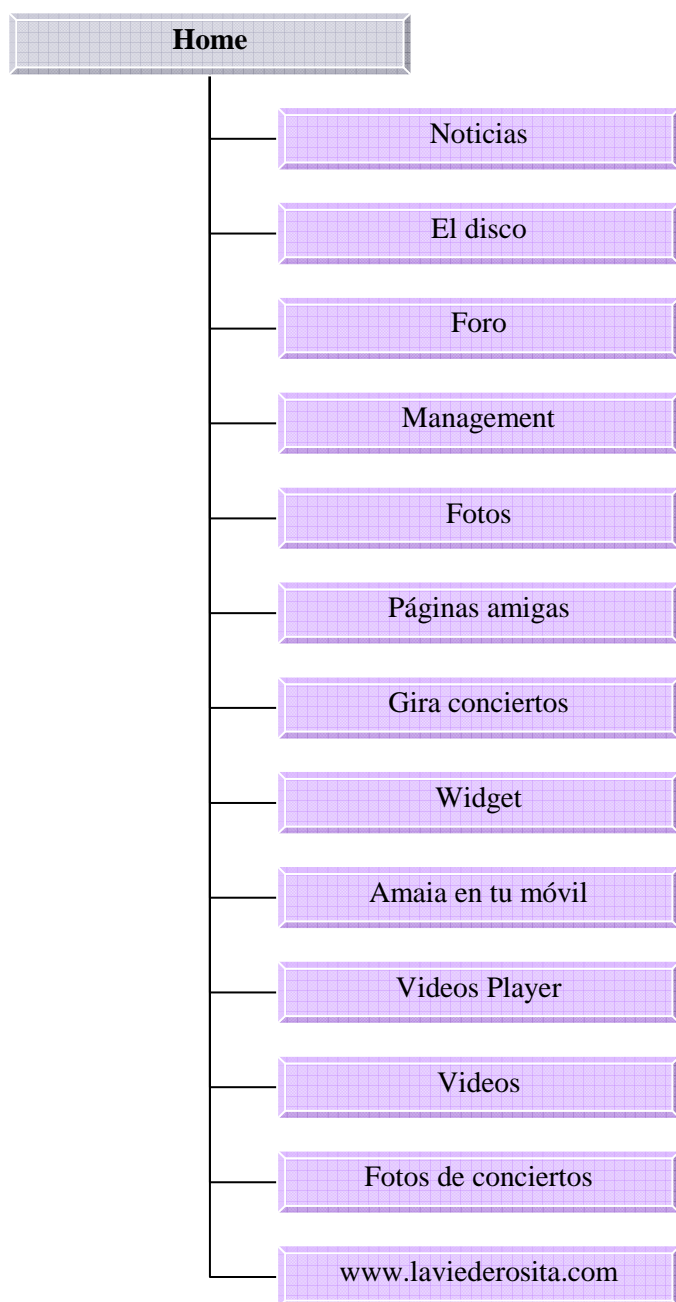 Home
Noticias
El disco
Foro
Management
Fotos
Páginas amigas
Gira conciertos
Widget
Amaia en tu móvil
Videos Player
Videos
Fotos de conciertos
www.laviederosita.com